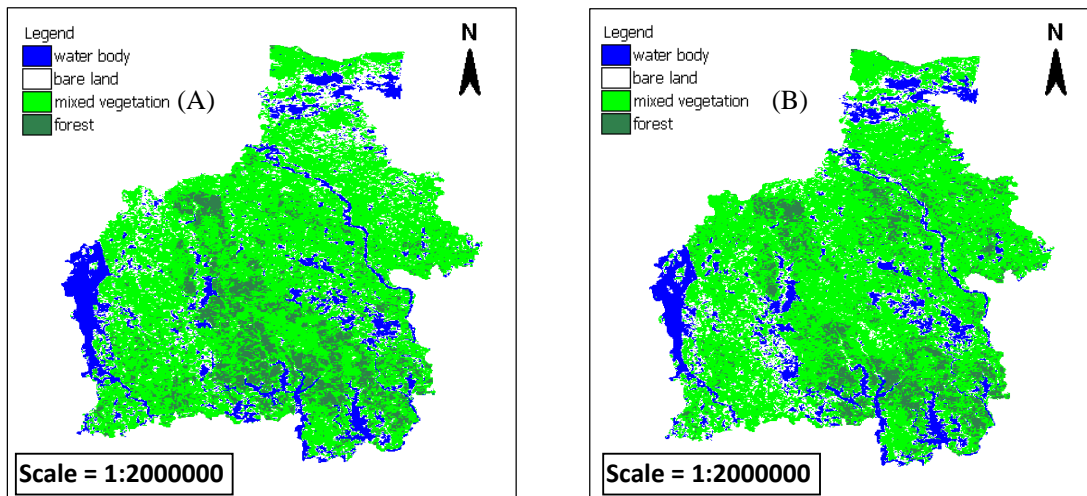 Legend
water body
bare land
mixed vegetation (A)
forest
N
Scale = 1:2000000
Legend
water body
bare land
mixed vegetation (B)
forest
N
Scale = 1:2000000